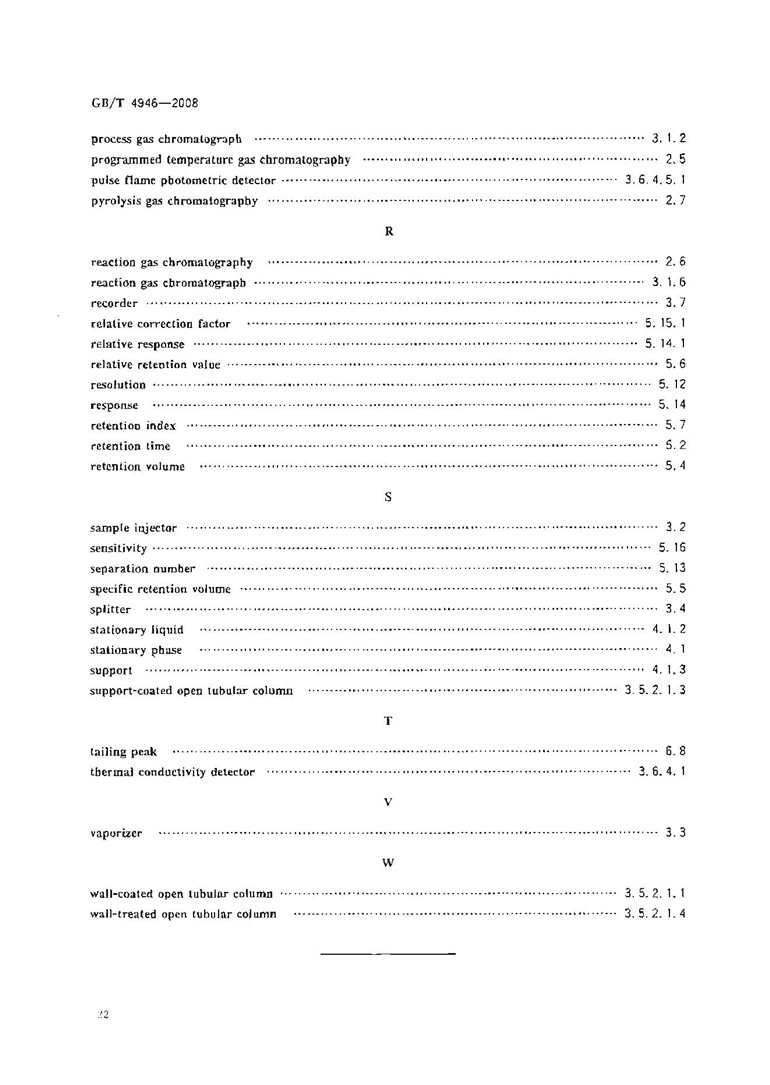 GB/T 4946—2008
process gas chromatograph ………… 3.1.2
programmed temperature gas chromatography ………… 2.5
pulse flame photometric detector ………… 3.6.4.5.1
pyrolysis gas chromatography ………… 2.7
R
reaction gas chromatography ………… 2.6
reaction gas chromatograph ………… 3.1.6
recorder ………… 3.7
relative correction factor ………… 5.15.1
relative response ………… 5.14.1
relative retention value ………… 5.6
resolution ………… 5.12
response ………… 5.14
retention index ………… 5.7
retention time ………… 5.2
retention volume ………… 5.4
S
sample injector ………… 3.2
sensitivity ………… 5.16
separation number ………… 5.13
specific retention volume ………… 5.5
splitter ………… 3.4
stationary liquid ………… 4.1.2
stationary phase ………… 4.1
support ………… 4.1.3
support-coated open tubular column ………… 3.5.2.1.3
T
tailing peak ………… 6.8
thermal conductivity detector ………… 3.6.4.1
V
vaporizer ………… 3.3
W
wall-coated open tubular column ………… 3.5.2.1.1
wall-treated open tubular column ………… 3.5.2.1.4
22